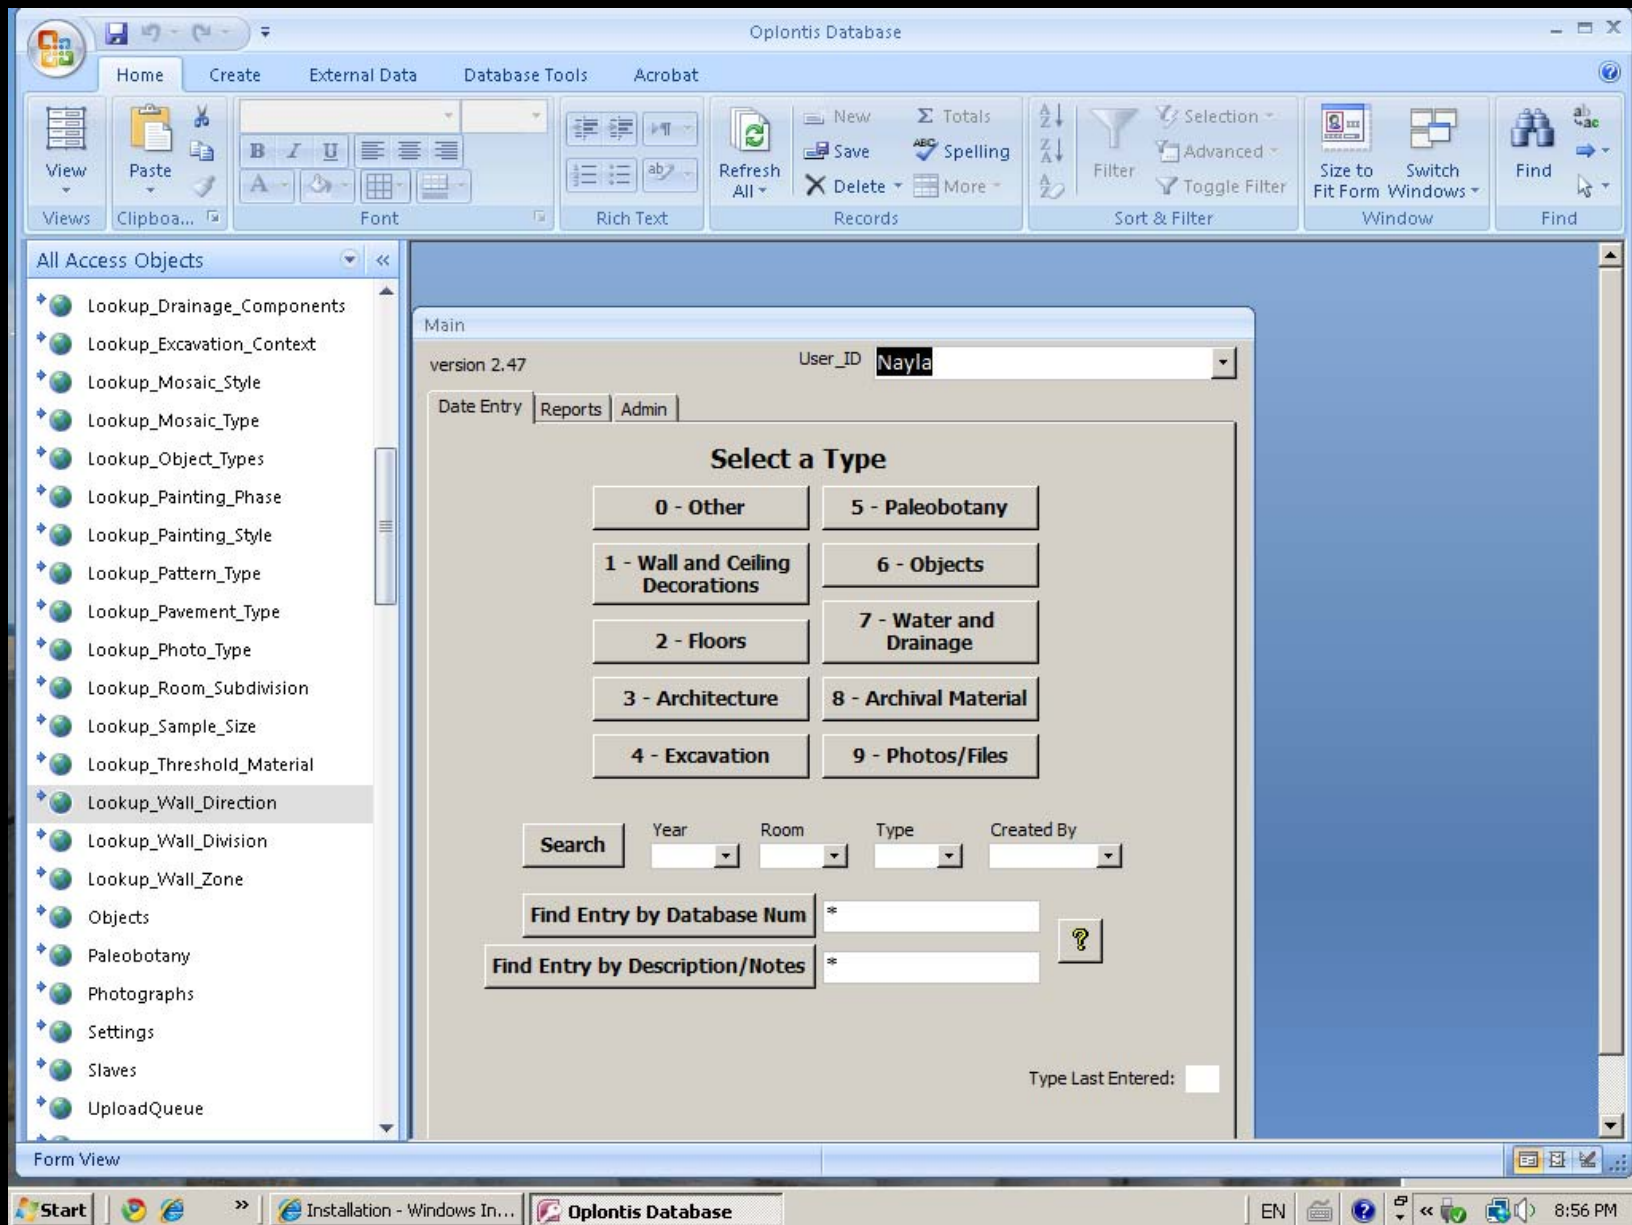 Oplontis Database
Home Create External Data Database Tools Acrobat
View
Paste
B I U
A
ab
Refresh
All
New
Save
Delete
Σ Totals
ABC Spelling
More
Filter
Selection
Advanced
Toggle Filter
Size to
Fit Form
Switch
Windows
Find
Views Clipboa... Font Rich Text Records Sort & Filter Window Find
All Access Objects
Lookup_Drainage_Components
Lookup_Excavation_Context
Lookup_Mosaic_Style
Lookup_Mosaic_Type
Lookup_Object_Types
Lookup_Painting_Phase
Lookup_Painting_Style
Lookup_Pattern_Type
Lookup_Pavement_Type
Lookup_Photo_Type
Lookup_Room_Subdivision
Lookup_Sample_Size
Lookup_Threshold_Material
Lookup_Wall_Direction
Lookup_Wall_Division
Lookup_Wall_Zone
Objects
Paleobotany
Photographs
Settings
Slaves
UploadQueue
Main
version 2.47
User_ID Nayla
Date Entry Reports Admin
Select a Type
0 - Other
5 - Paleobotany
1 - Wall and Ceiling
Decorations
6 - Objects
2 - Floors
7 - Water and
Drainage
3 - Architecture
8 - Archival Material
4 - Excavation
9 - Photos/Files
Search
Year Room Type Created By
Find Entry by Database Num *
Find Entry by Description/Notes *
?
Type Last Entered:
Form View
Start
Installation - Windows In...
Oplontis Database
EN
8:56 PM